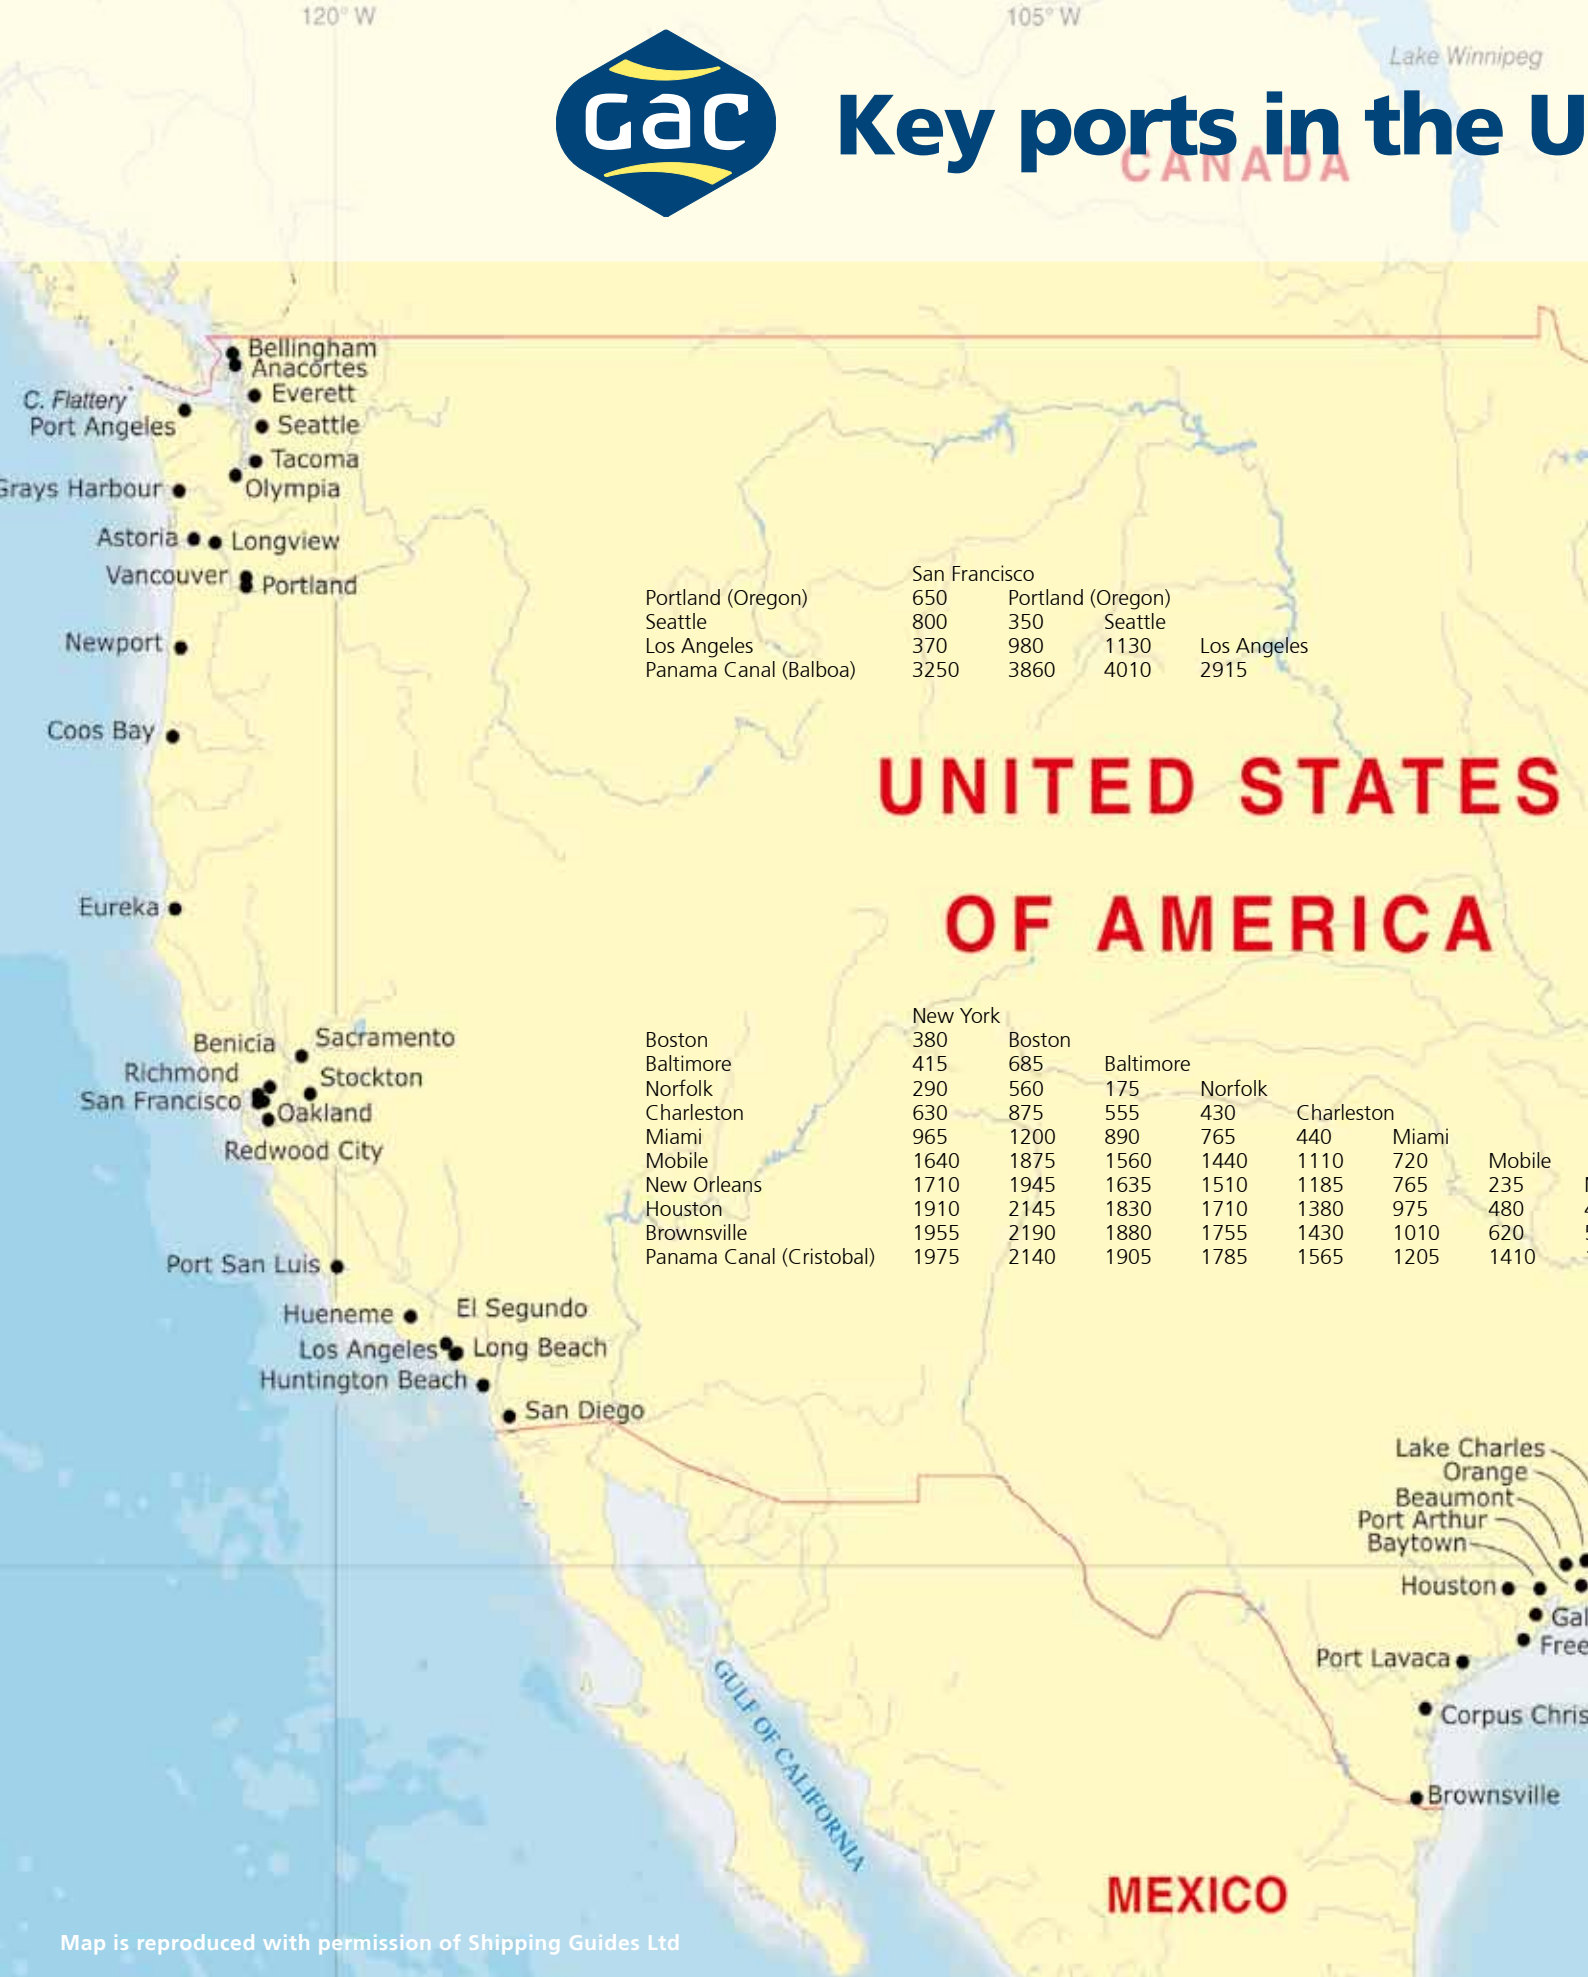 120° W
105° W
Lake Winnipeg
GAC
Key ports in the U
CANADA
Bellingham
Anacortes
C. Flattery
Everett
Port Angeles
Seattle
Tacoma
Grays Harbour
Olympia
Astoria
Longview
Vancouver
Portland
Newport
Coos Bay
Eureka
San Francisco
Portland (Oregon) 650 Portland (Oregon)
Seattle 800 350 Seattle
Los Angeles 370 980 1130 Los Angeles
Panama Canal (Balboa) 3250 3860 4010 2915
UNITED STATES
OF AMERICA
Benicia
Sacramento
Richmond
Stockton
San Francisco
Oakland
Redwood City
New York
Boston 380 Boston
Baltimore 415 685 Baltimore
Norfolk 290 560 175 Norfolk
Charleston 630 875 555 430 Charleston
Miami 965 1200 890 765 440 Miami
Mobile 1640 1875 1560 1440 1110 720 Mobile
New Orleans 1710 1945 1635 1510 1185 765 235
Houston 1910 2145 1830 1710 1380 975 480
Brownsville 1955 2190 1880 1755 1430 1010 620
Panama Canal (Cristobal) 1975 2140 1905 1785 1565 1205 1410
Port San Luis
Hueneme
El Segundo
Los Angeles
Long Beach
Huntington Beach
San Diego
Lake Charles
Orange
Beaumont
Port Arthur
Baytown
Houston
Gal
Free
Port Lavaca
Corpus Chris
Brownsville
GULF OF CALIFORNIA
MEXICO
Map is reproduced with permission of Shipping Guides Ltd